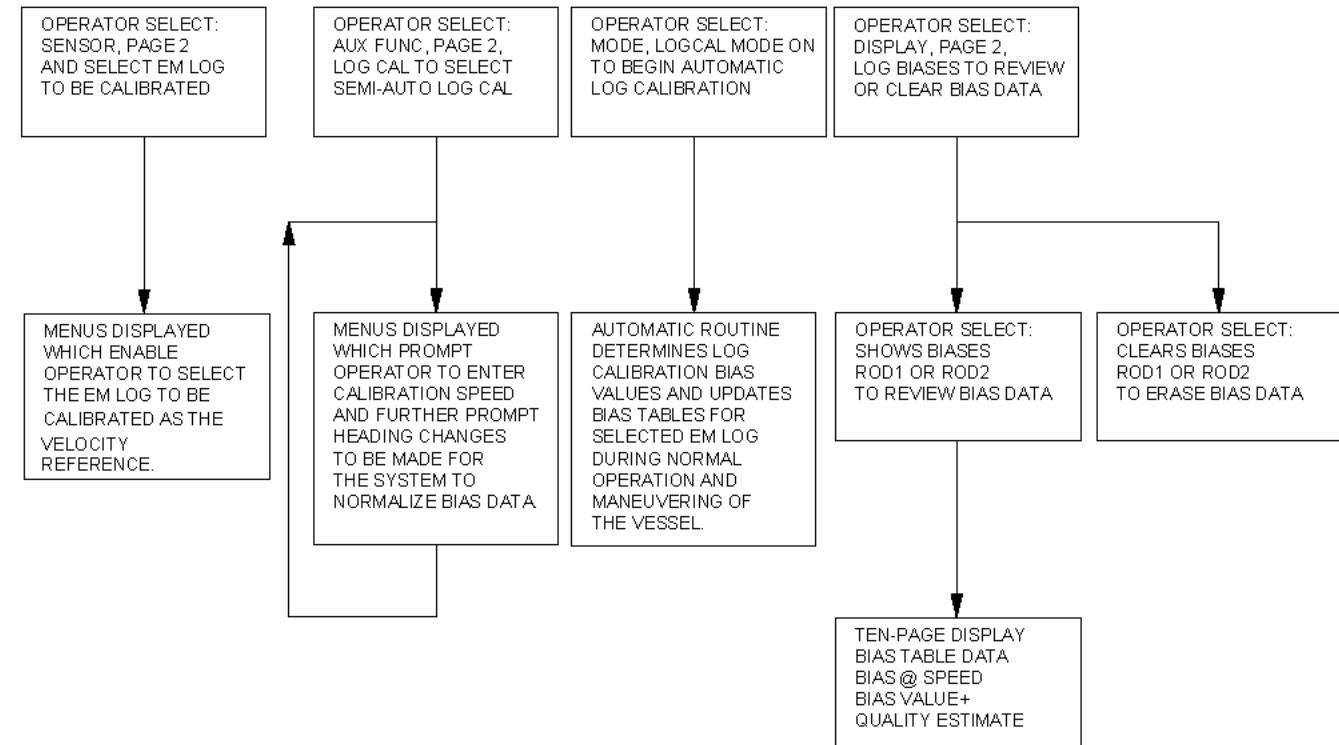 OPERATOR SELECT:
SENSOR, PAGE 2
AND SELECT EM LOG
TO BE CALIBRATED
OPERATOR SELECT:
AUX FUNC, PAGE 2,
LOG CAL TO SELECT
SEMI-AUTO LOG CAL
OPERATOR SELECT:
MODE, LOGCAL MODE ON
TO BEGIN AUTOMATIC
LOG CALIBRATION
OPERATOR SELECT:
DISPLAY, PAGE 2,
LOG BIASES TO REVIEW
OR CLEAR BIAS DATA
MENUS DISPLAYED
WHICH ENABLE
OPERATOR TO SELECT
THE EM LOG TO BE
CALIBRATED AS THE
VELOCITY
REFERENCE.
MENUS DISPLAYED
WHICH PROMPT
OPERATOR TO ENTER
CALIBRATION SPEED
AND FURTHER PROMPT
HEADING CHANGES
TO BE MADE FOR
THE SYSTEM TO
NORMALIZE BIAS DATA.
AUTOMATIC ROUTINE
DETERMINES LOG
CALIBRATION BIAS
VALUES AND UPDATES
BIAS TABLES FOR
SELECTED EM LOG
DURING NORMAL
OPERATION AND
MANEUVERING OF
THE VESSEL.
OPERATOR SELECT:
SHOWS BIASES
ROD1 OR ROD2
TO REVIEW BIAS DATA
OPERATOR SELECT:
CLEARS BIASES
ROD1 OR ROD2
TO ERASE BIAS DATA
TEN-PAGE DISPLAY
BIAS TABLE DATA
BIAS @ SPEED
BIAS VALUE+
QUALITY ESTIMATE